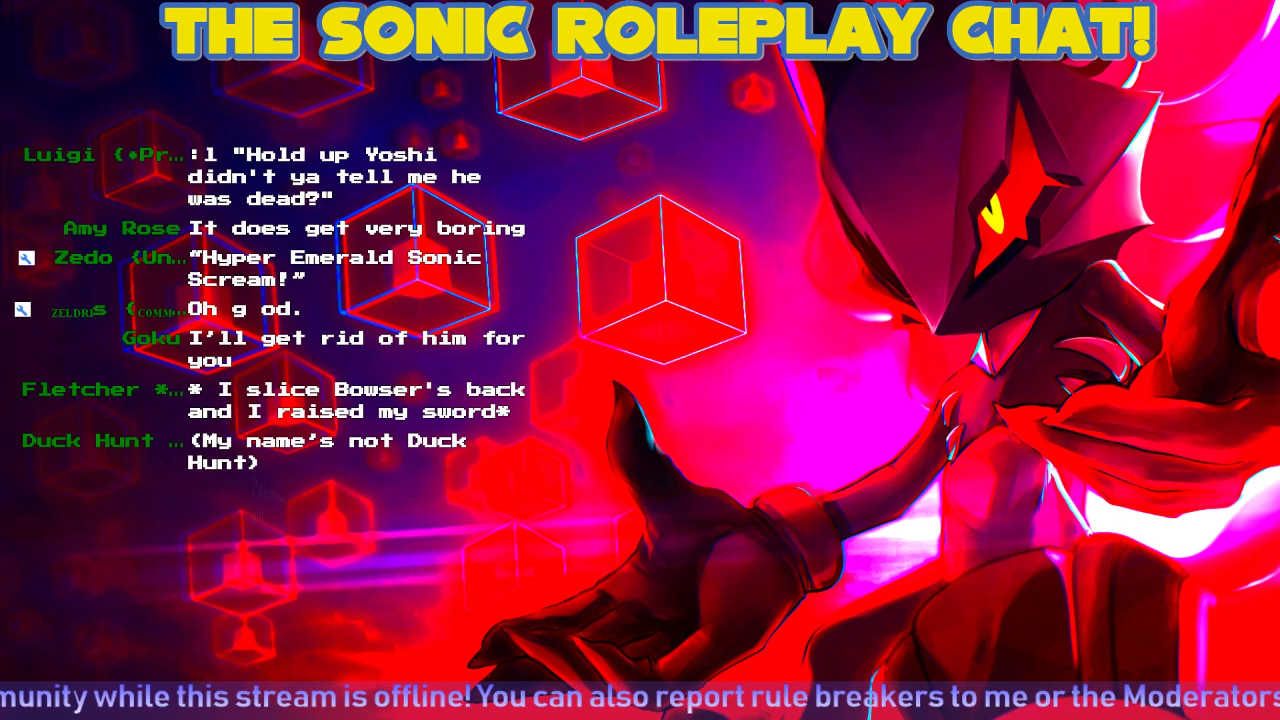 THE SONIC ROLEPLAY CHAT!
Luigi {•Pr... :l "Hold up Yoshi
didn't ya tell me he
was dead?"
Amy Rose It does get very boring
Zedo {Un... “Hyper Emerald Sonic
Scream!”
ZELDRIS {COMM... Oh g od.
Goku I’ll get rid of him for
you
Fletcher *... * I slice Bowser's back
and I raised my sword*
Duck Hunt ... (My name’s not Duck
Hunt)
munity while this stream is offline! You can also report rule breakers to me or the Moderators